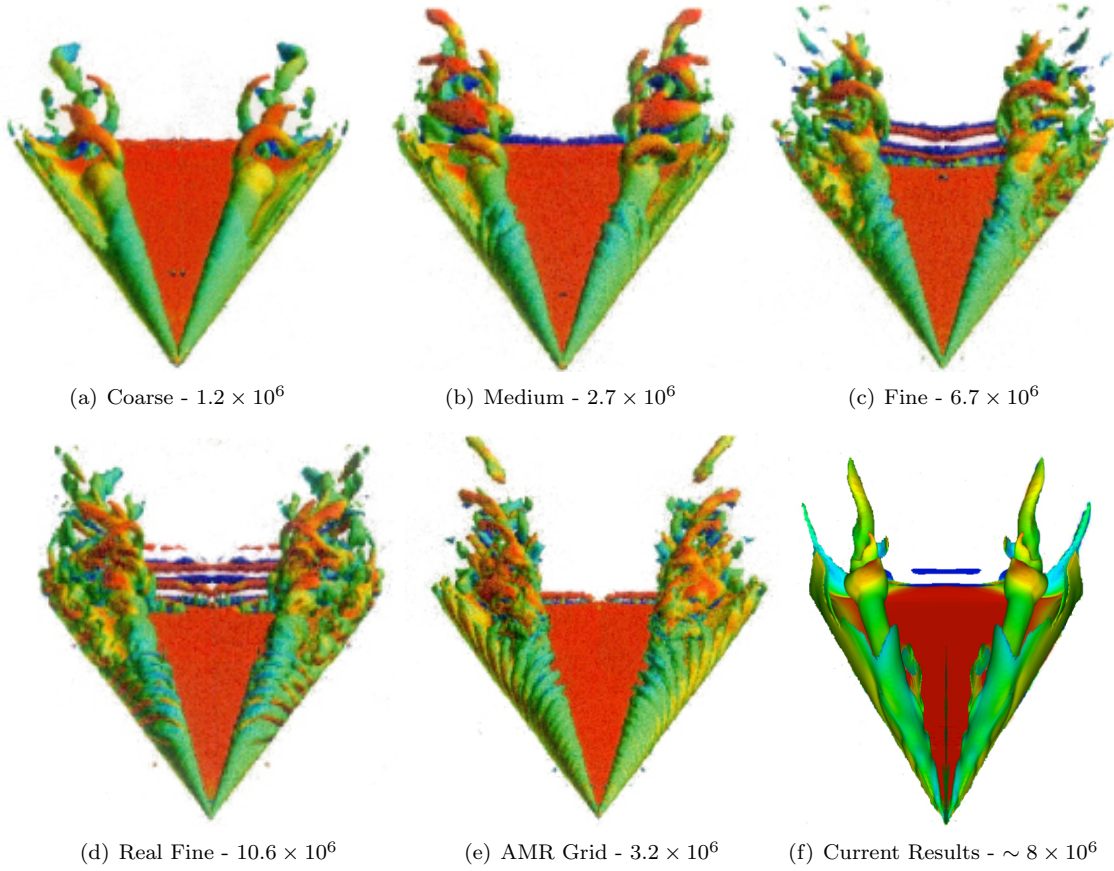 (a) Coarse - 1.2 × 10⁶
(b) Medium - 2.7 × 10⁶
(c) Fine - 6.7 × 10⁶
(d) Real Fine - 10.6 × 10⁶
(e) AMR Grid - 3.2 × 10⁶
(f) Current Results - ∼ 8 × 10⁶